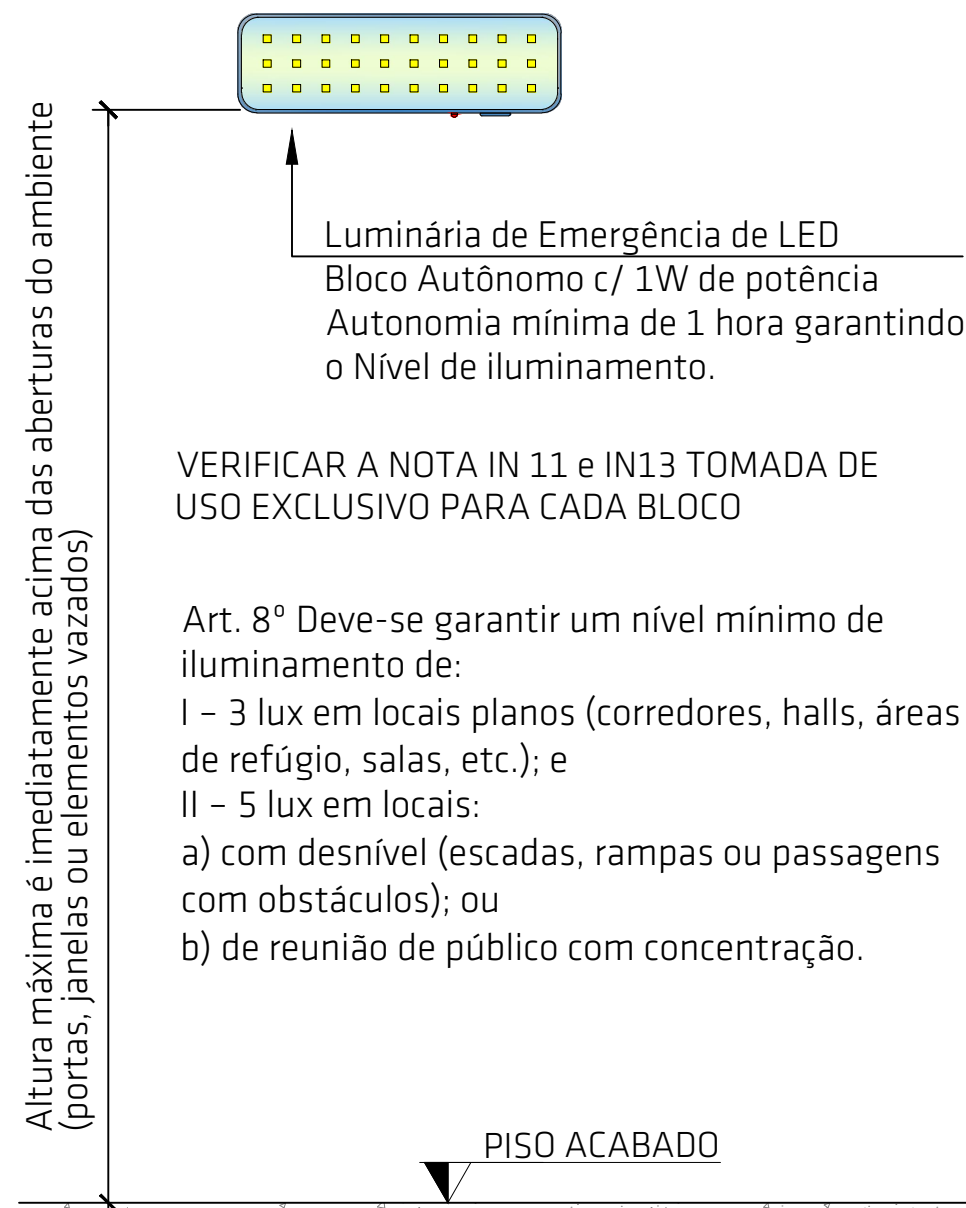 Altura máxima é imediatamente acima das aberturas do ambiente
(portas, janelas ou elementos vazados)
Luminária de Emergência de LED
Bloco Autônomo c/ 1W de potência
Autonomia mínima de 1 hora garantindo
o Nível de iluminamento.
VERIFICAR A NOTA IN 11 e IN13 TOMADA DE
USO EXCLUSIVO PARA CADA BLOCO
Art. 8º Deve-se garantir um nível mínimo de
iluminamento de:
I – 3 lux em locais planos (corredores, halls, áreas
de refúgio, salas, etc.); e
II – 5 lux em locais:
a) com desnível (escadas, rampas ou passagens
com obstáculos); ou
b) de reunião de público com concentração.
PISO ACABADO